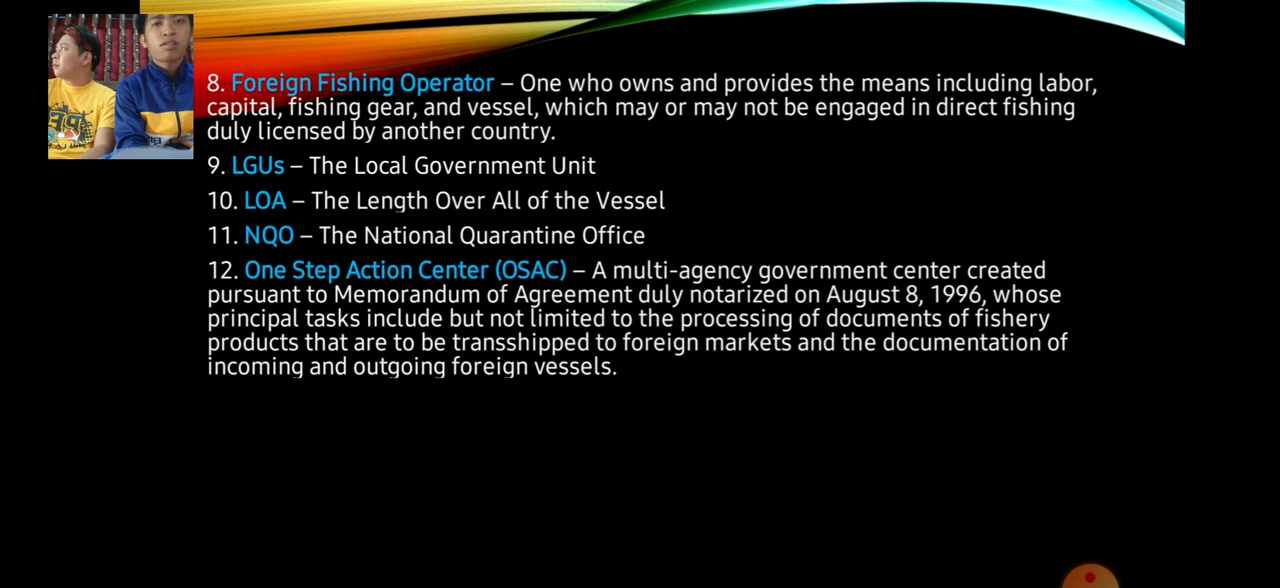 8. Foreign Fishing Operator – One who owns and provides the means including labor,
capital, fishing gear, and vessel, which may or may not be engaged in direct fishing
duly licensed by another country.
9. LGUs – The Local Government Unit
10. LOA – The Length Over All of the Vessel
11. NQO – The National Quarantine Office
12. One Step Action Center (OSAC) – A multi-agency government center created
pursuant to Memorandum of Agreement duly notarized on August 8, 1996, whose
principal tasks include but not limited to the processing of documents of fishery
products that are to be transshipped to foreign markets and the documentation of
incoming and outgoing foreign vessels.